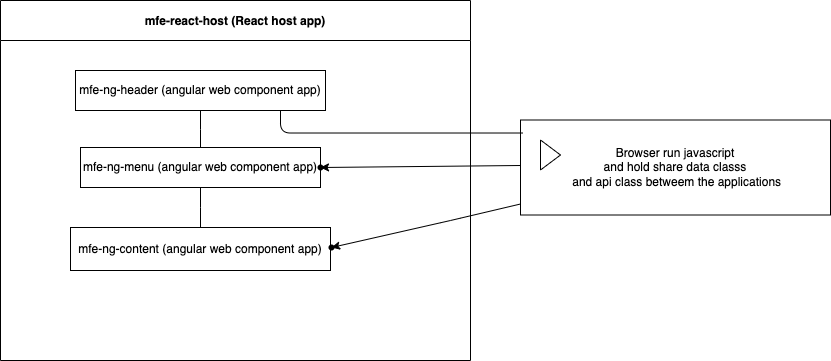 mfe-react-host (React host app)
mfe-ng-header (angular web component app)
mfe-ng-menu (angular web component app)
mfe-ng-content (angular web component app)
Browser run javascript
and hold share data classs
and api class betweem the applications